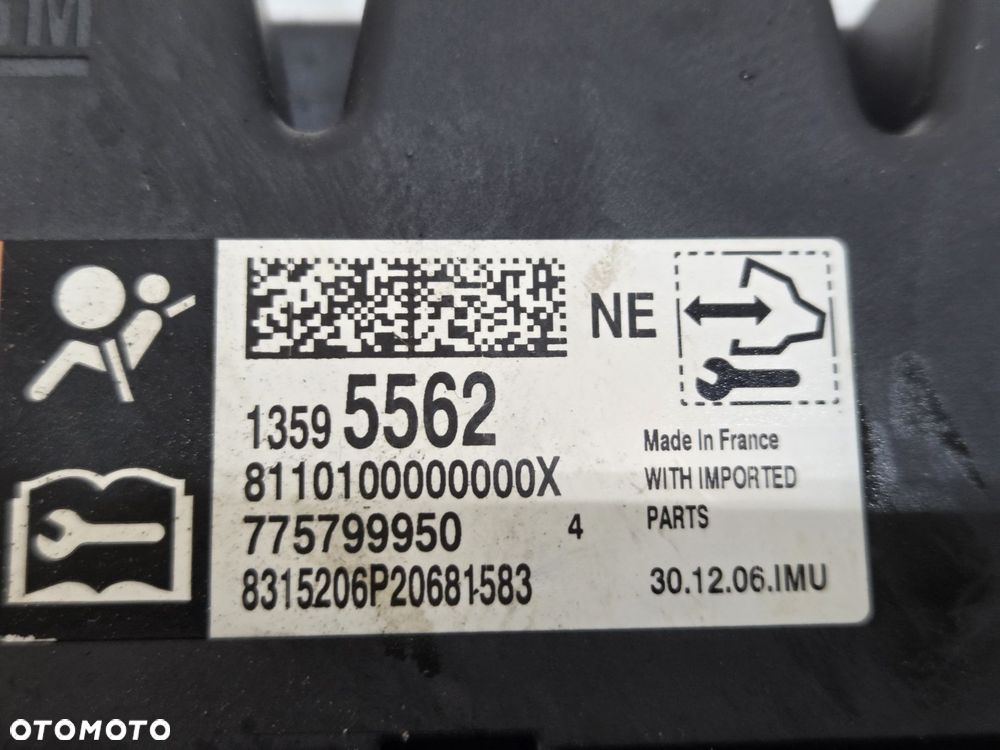 NE
1359 5562
8110100000000X
775799950 4
8315206P20681583
Made In France
WITH IMPORTED
PARTS
30.12.06.IMU
OTOMOTO